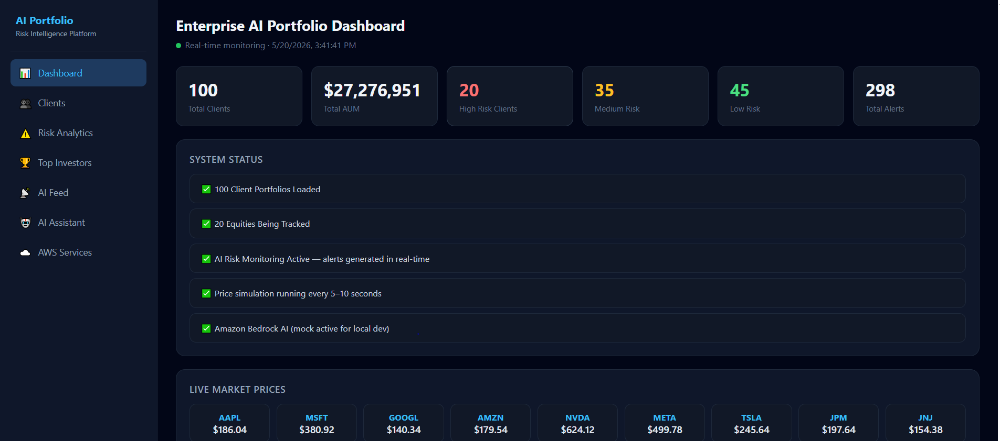 AI Portfolio
Risk Intelligence Platform
Dashboard
Clients
Risk Analytics
Top Investors
AI Feed
AI Assistant
AWS Services
Enterprise AI Portfolio Dashboard
Real-time monitoring · 5/20/2026, 3:41:41 PM
100
Total Clients
$27,276,951
Total AUM
20
High Risk Clients
35
Medium Risk
45
Low Risk
298
Total Alerts
SYSTEM STATUS
✅ 100 Client Portfolios Loaded
✅ 20 Equities Being Tracked
✅ AI Risk Monitoring Active — alerts generated in real-time
✅ Price simulation running every 5–10 seconds
✅ Amazon Bedrock AI (mock active for local dev)
LIVE MARKET PRICES
AAPL
$186.04
MSFT
$380.92
GOOGL
$140.34
AMZN
$179.54
NVDA
$624.12
META
$499.78
TSLA
$245.64
JPM
$197.64
JNJ
$154.38